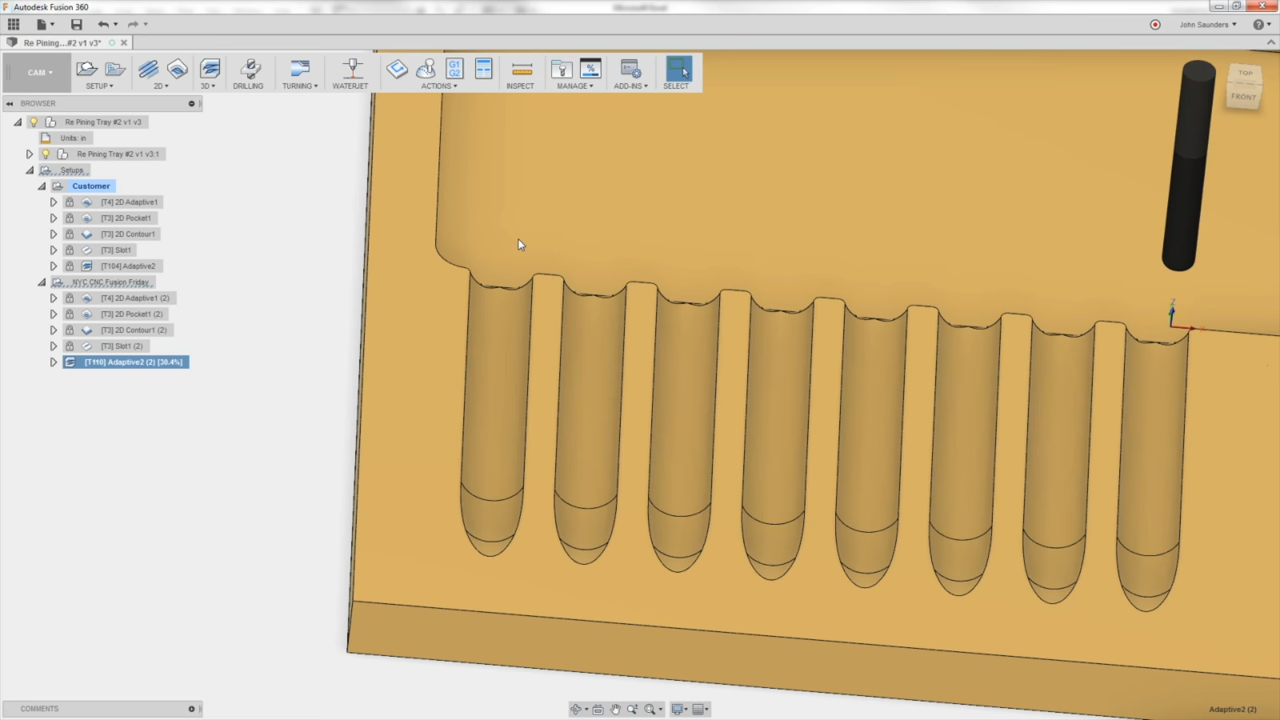 Autodesk Fusion 360
Microsoft Excel
John Saunders
Re Pining...#2 v1 v3*
CAM
SETUP
2D
3D
DRILLING
TURNING
WATERJET
G1
G2
ACTIONS
INSPECT
MANAGE
ADD-INS
SELECT
TOP
FRONT
BROWSER
Re Pining Tray #2 v1 v3
Units: in
Re Pining Tray #2 v1 v3:1
Setups
Customer
[T4] 2D Adaptive1
[T3] 2D Pocket1
[T3] 2D Contour1
[T3] Slot1
[T104] Adaptive2
NYC CNC Fusion Friday
[T4] 2D Adaptive1 (2)
[T3] 2D Pocket1 (2)
[T3] 2D Contour1 (2)
[T3] Slot1 (2)
[T110] Adaptive2 (2) [30.4%]
Z
COMMENTS
Adaptive2 (2)